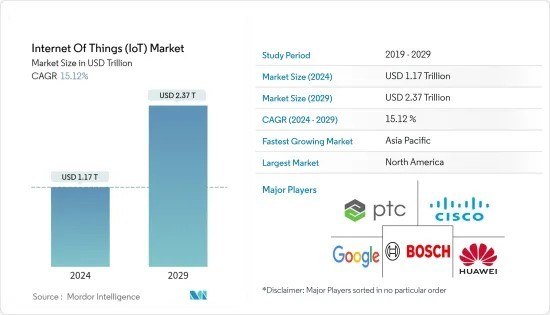 Internet Of Things (IoT) Market
Market Size in USD Trillion
CAGR 15.12%
USD 2.37 T
USD 1.17 T
2024
2029
Source : Mordor Intelligence
Study Period
2019 - 2029
Market Size (2024)
USD 1.17 Trillion
Market Size (2029)
USD 2.37 Trillion
CAGR (2024 - 2029)
15.12 %
Fastest Growing Market
Asia Pacific
Largest Market
North America
Major Players
ptc
CISCO
Google
BOSCH
HUAWEI
*Disclaimer: Major Players sorted in no particular order